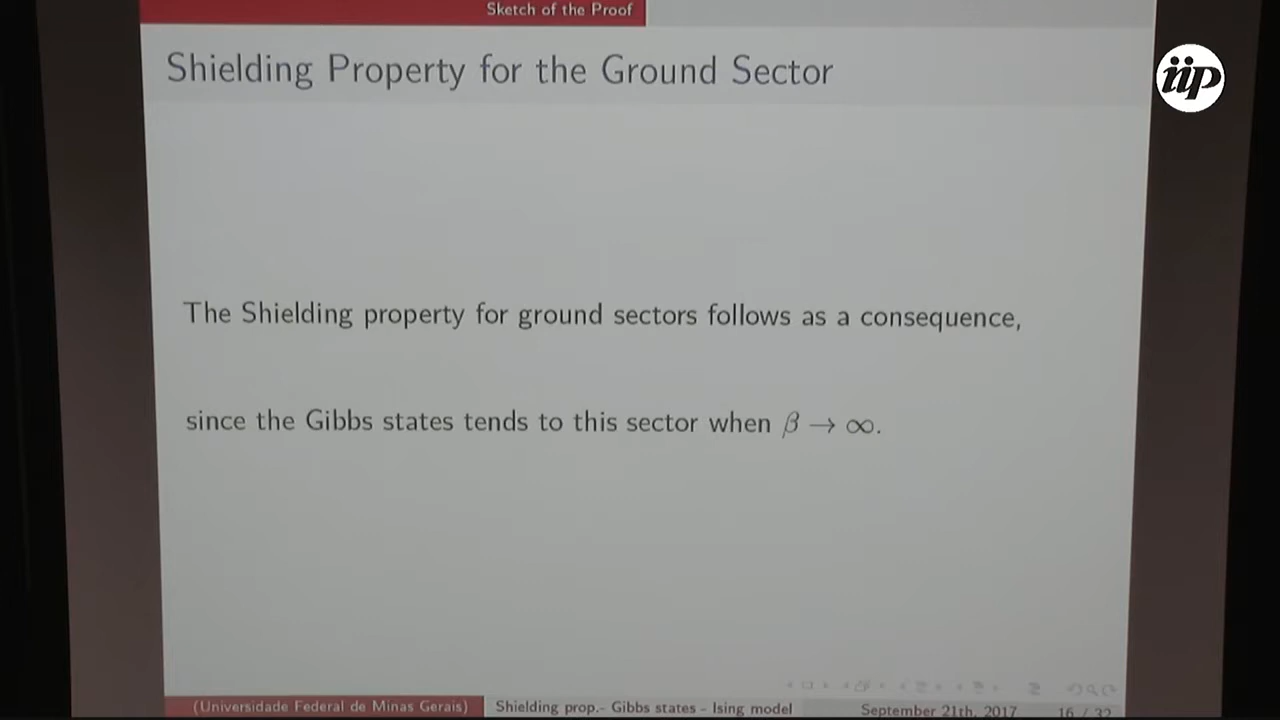 Sketch of the Proof
Shielding Property for the Ground Sector
iip
The Shielding property for ground sectors follows as a consequence,
since the Gibbs states tends to this sector when β → ∞.
(Universidade Federal de Minas Gerais) Shielding prop.- Gibbs states - Ising model September 21th, 2017 16 / 32